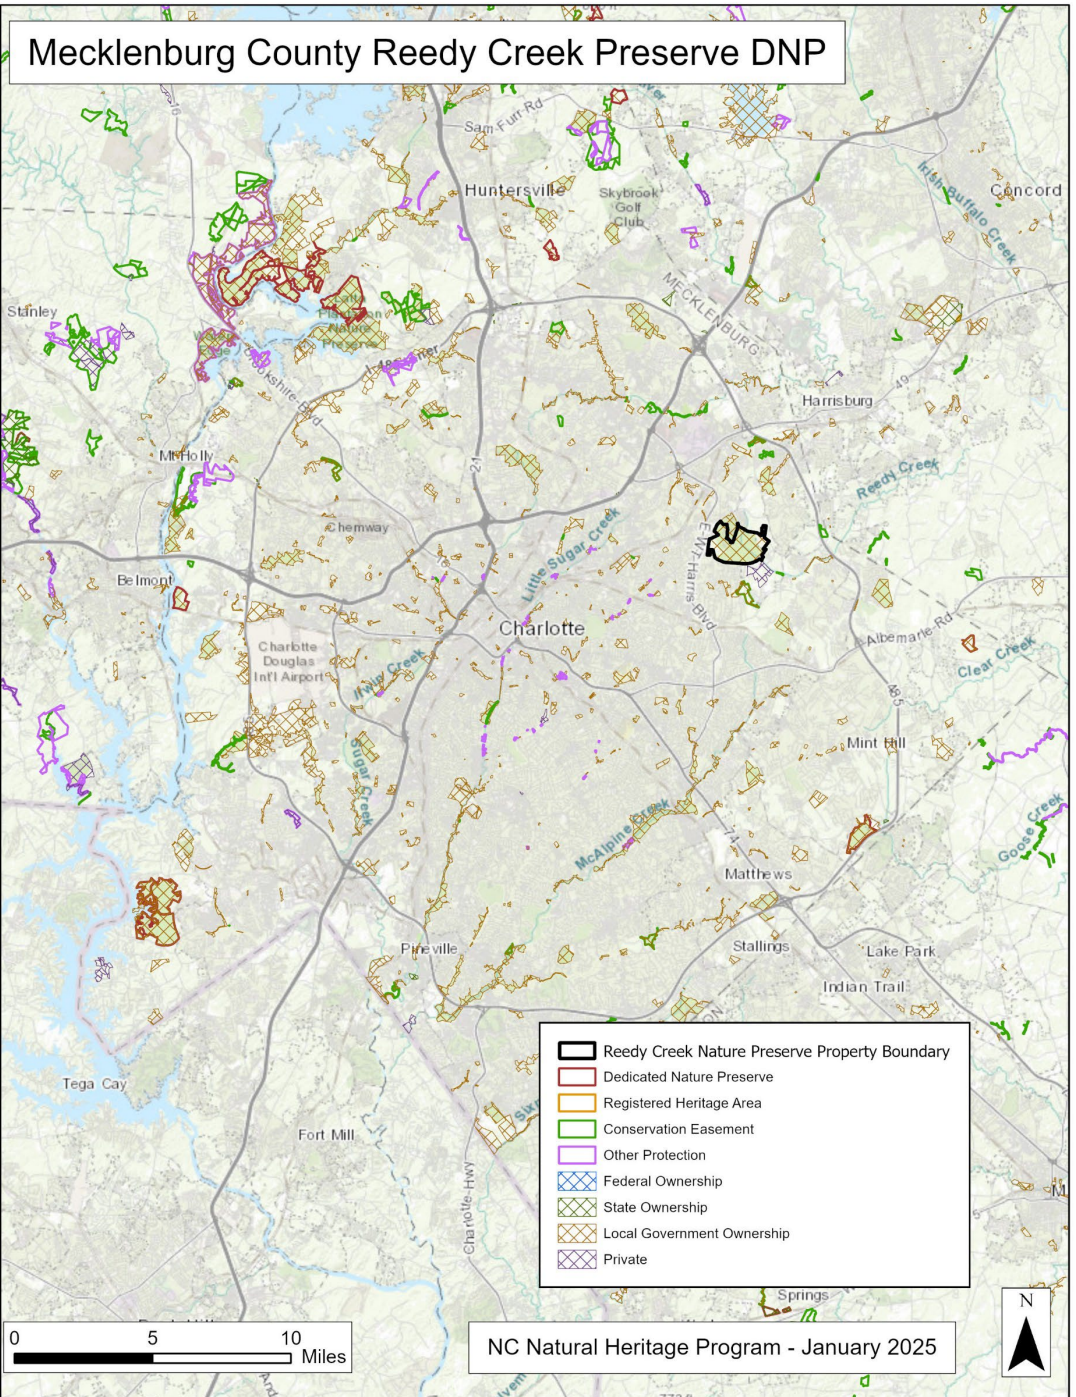 Mecklenburg County Reedy Creek Preserve DNP
Sam Furr Rd
Huntersville
Skybrook
Golf
Club
Irish Buffalo Creek
Concord
MECKLENBURG
Stanley
Plantation
Nature
Preserve
49
Harrisburg
Mt Holly
21
Reedy Creek
Chemway
Little Sugar Creek
E W.T. Harris Blvd
Belmont
Charlotte
Albemarle Rd
Clear Creek
Charlotte
Douglas
Int'l Airport
Irwin Creek
485
Mint Hill
Sugar Creek
McAlpine Creek
74
Goose Creek
Matthews
Pineville
Stallings
Lake Park
Indian Trail
Tega Cay
Fort Mill
Charlotte Hwy
Reedy Creek Nature Preserve Property Boundary
Dedicated Nature Preserve
Registered Heritage Area
Conservation Easement
Other Protection
Federal Ownership
State Ownership
Local Government Ownership
Private
Springs
N
0 5 10
Miles
NC Natural Heritage Program - January 2025